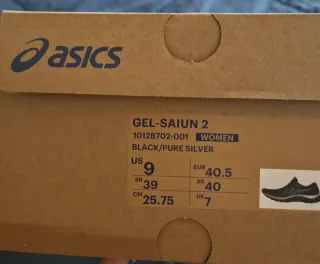 asics
GEL-SAIUN 2
1012B702-001 WOMEN
BLACK/PURE SILVER
US 9 EUR 40.5
BR 39 AR 40
CM 25.75 UK 7